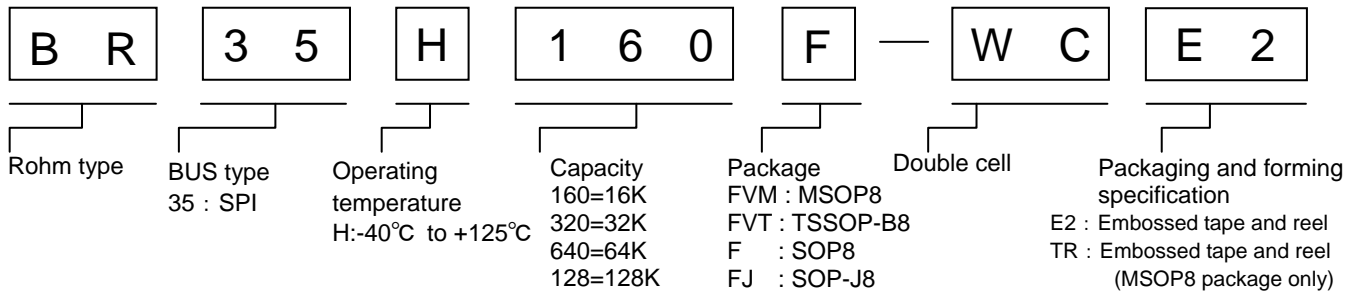 B R 3 5 H 1 6 0 F — W C E 2
Rohm type
BUS type
35 : SPI
Operating
temperature
H:-40℃ to +125℃
Capacity
160=16K
320=32K
640=64K
128=128K
Package
FVM : MSOP8
FVT : TSSOP-B8
F : SOP8
FJ : SOP-J8
Double cell
Packaging and forming
specification
E2 : Embossed tape and reel
TR : Embossed tape and reel
(MSOP8 package only)